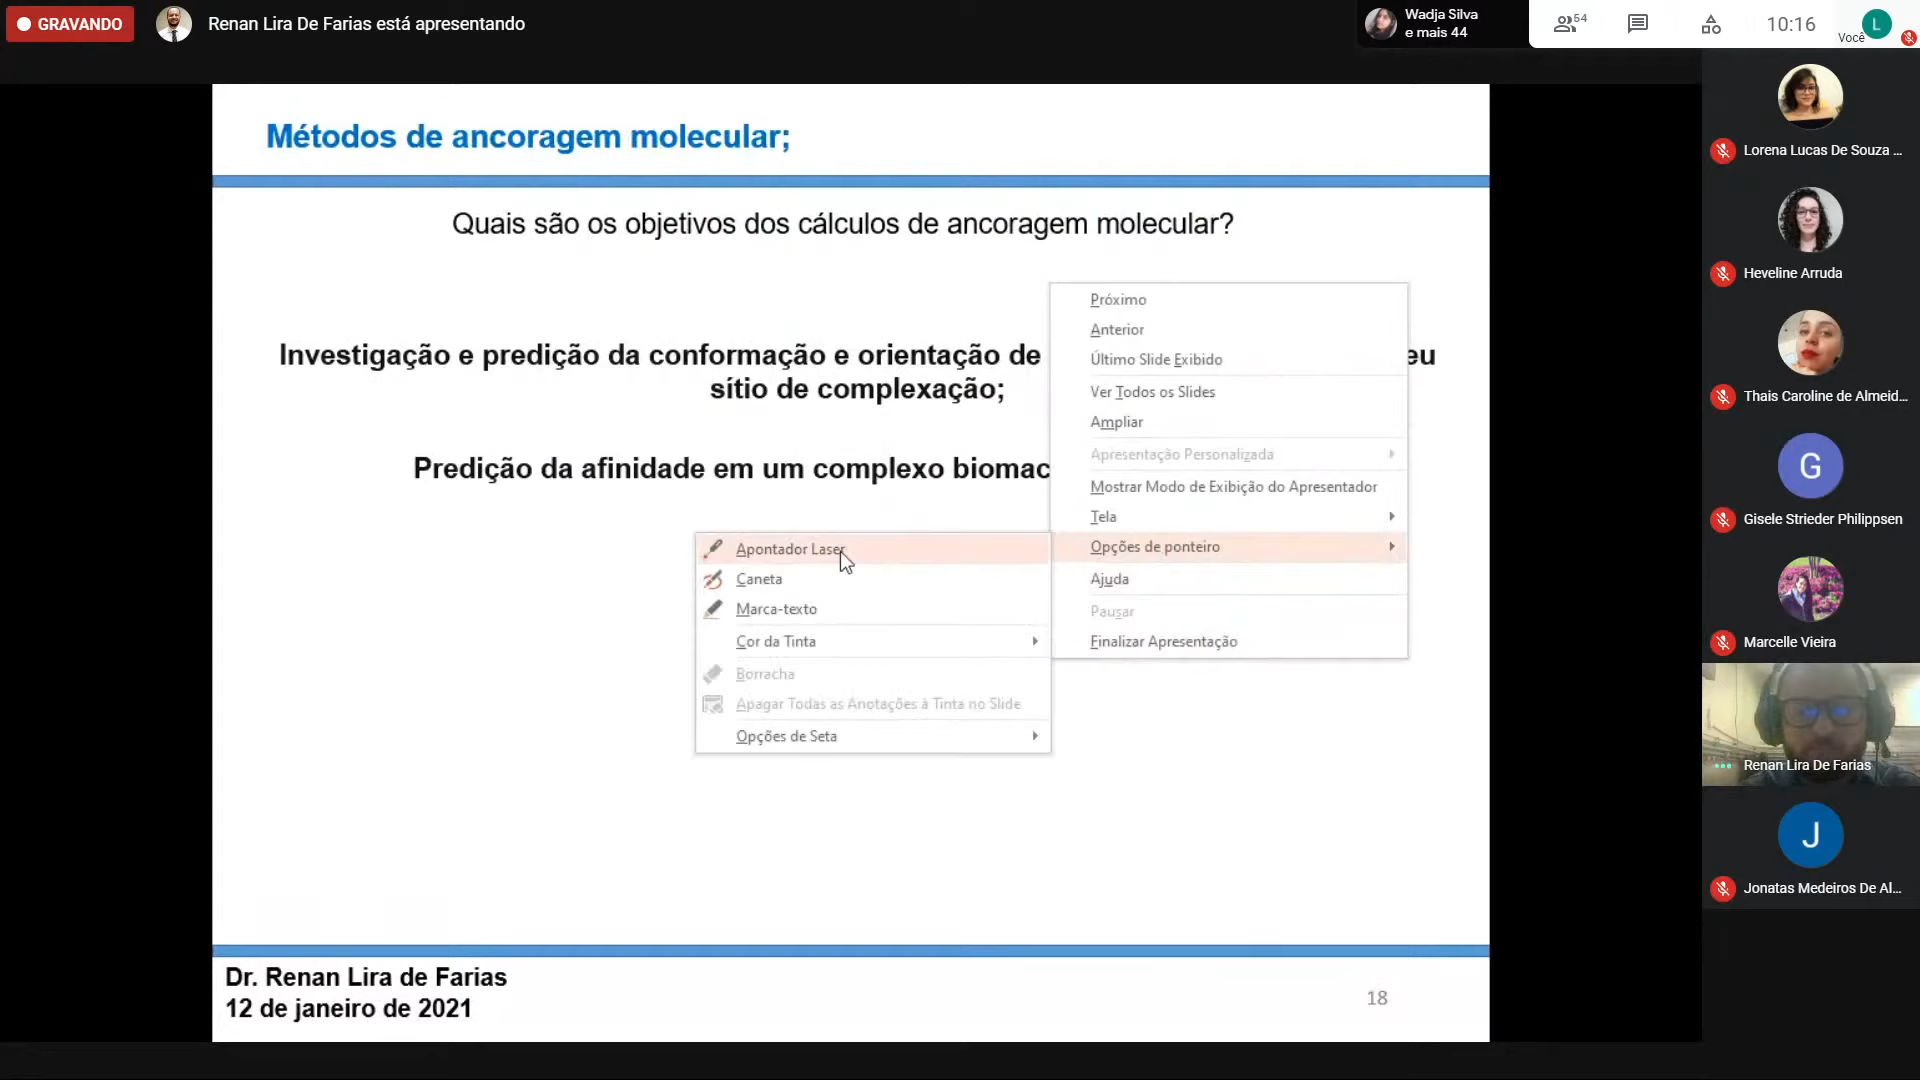 GRAVANDO
Renan Lira De Farias está apresentando
Wadja Silva
e mais 44
54
10:16
Você
L
Métodos de ancoragem molecular;
Quais são os objetivos dos cálculos de ancoragem molecular?
Investigação e predição da conformação e orientação de
eu
sítio de complexação;
Predição da afinidade em um complexo biomac
Próximo
Anterior
Último Slide Exibido
Ver Todos os Slides
Ampliar
Apresentação Personalizada
Mostrar Modo de Exibição do Apresentador
Tela
Opções de ponteiro
Ajuda
Pausar
Finalizar Apresentação
Apontador Laser
Caneta
Marca-texto
Cor da Tinta
Borracha
Apagar Todas as Anotações à Tinta no Slide
Opções de Seta
Dr. Renan Lira de Farias
12 de janeiro de 2021
18
Lorena Lucas De Souza ...
Heveline Arruda
Thais Caroline de Almeid...
G
Gisele Strieder Philippsen
Marcelle Vieira
Renan Lira De Farias
J
Jonatas Medeiros De Al...